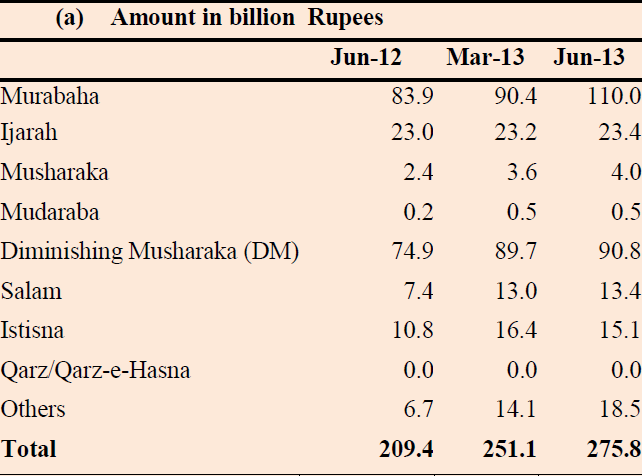 (a) Amount in billion Rupees
Jun-12 Mar-13 Jun-13
Murabaha 83.9 90.4 110.0
Ijarah 23.0 23.2 23.4
Musharaka 2.4 3.6 4.0
Mudaraba 0.2 0.5 0.5
Diminishing Musharaka (DM) 74.9 89.7 90.8
Salam 7.4 13.0 13.4
Istisna 10.8 16.4 15.1
Qarz/Qarz-e-Hasna 0.0 0.0 0.0
Others 6.7 14.1 18.5
Total 209.4 251.1 275.8